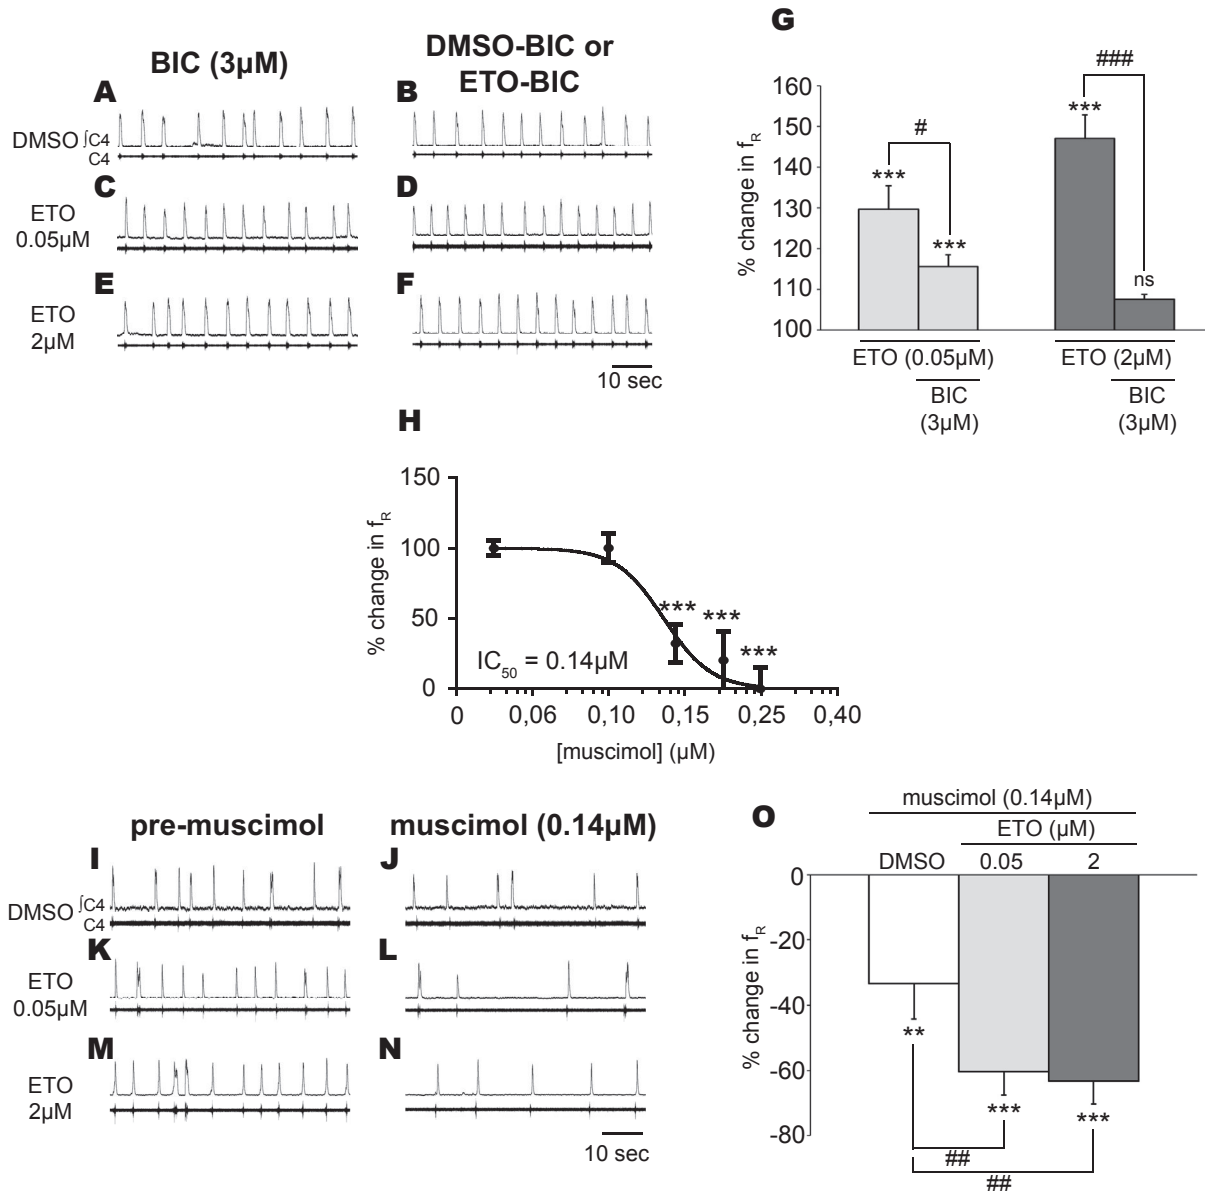 BIC (3µM)
DMSO-BIC or
ETO-BIC
A
B
DMSO ∫C4
C4
C
D
ETO
0.05µM
E
F
ETO
2µM
10 sec
G
% change in fR
160
150
140
130
120
110
100
***
#
***
***
###
ns
ETO (0.05µM)
ETO (2µM)
BIC
(3µM)
BIC
(3µM)
H
% change in fR
150
100
50
0
***
***
***
IC50 = 0.14µM
0 0,06 0,10 0,15 0,25 0,40
[muscimol] (µM)
pre-muscimol
muscimol (0.14µM)
I
J
DMSO ∫C4
C4
K
L
ETO
0.05µM
M
N
ETO
2µM
10 sec
O
muscimol (0.14µM)
ETO (µM)
DMSO 0.05 2
% change in fR
0
-20
-40
-60
-80
**
***
***
##
##